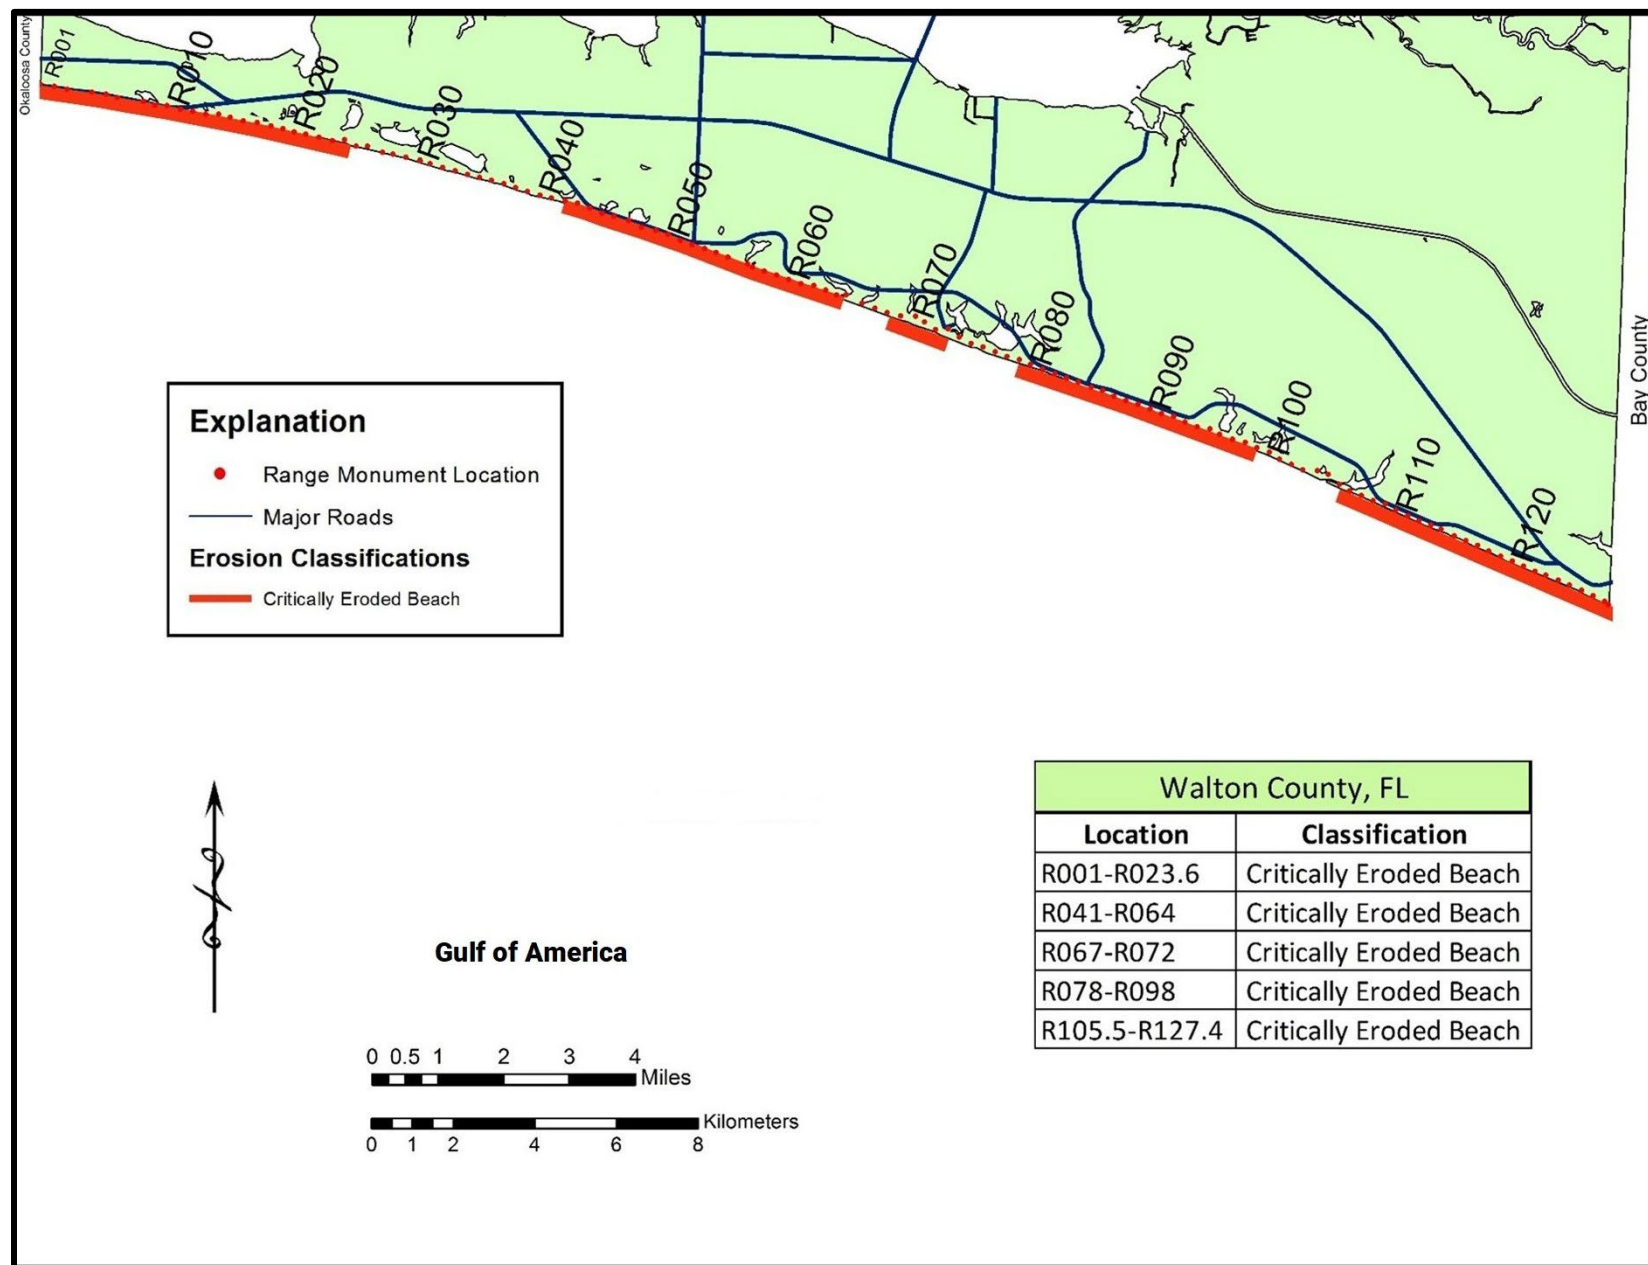 Okaloosa County
R001
R010
R020
R030
R040
R050
R060
R070
R080
R090
R100
R110
R120
Bay County
Explanation
Range Monument Location
Major Roads
Erosion Classifications
Critically Eroded Beach
Walton County, FL
Location Classification
R001-R023.6 Critically Eroded Beach
R041-R064 Critically Eroded Beach
R067-R072 Critically Eroded Beach
R078-R098 Critically Eroded Beach
R105.5-R127.4 Critically Eroded Beach
Gulf of America
0 0.5 1 2 3 4
Miles
Kilometers
0 1 2 4 6 8